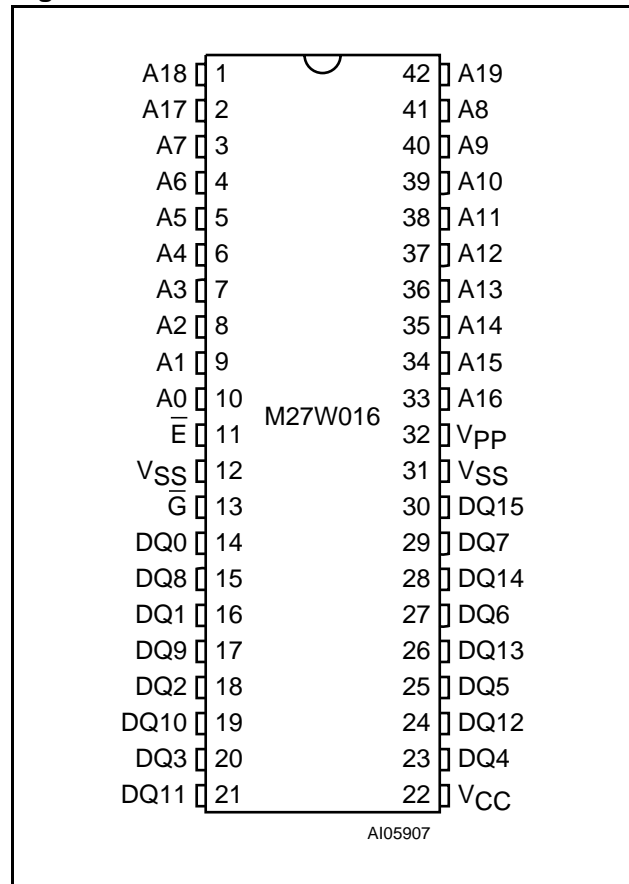 A18 1 42 A19
A17 2 41 A8
A7 3 40 A9
A6 4 39 A10
A5 5 38 A11
A4 6 37 A12
A3 7 36 A13
A2 8 35 A14
A1 9 34 A15
A0 10 33 A16
M27W016
E̅ 11 32 VPP
VSS 12 31 VSS
G̅ 13 30 DQ15
DQ0 14 29 DQ7
DQ8 15 28 DQ14
DQ1 16 27 DQ6
DQ9 17 26 DQ13
DQ2 18 25 DQ5
DQ10 19 24 DQ12
DQ3 20 23 DQ4
DQ11 21 22 VCC
AI05907